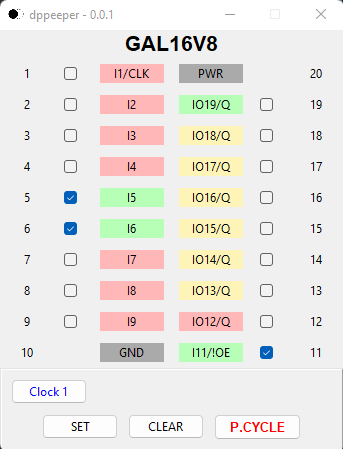 dppeeper - 0.0.1
GAL16V8
1 I1/CLK PWR 20
2 I2 IO19/Q 19
3 I3 IO18/Q 18
4 I4 IO17/Q 17
5 I5 IO16/Q 16
6 I6 IO15/Q 15
7 I7 IO14/Q 14
8 I8 IO13/Q 13
9 I9 IO12/Q 12
10 GND I11/!OE 11
Clock 1
SET CLEAR P.CYCLE